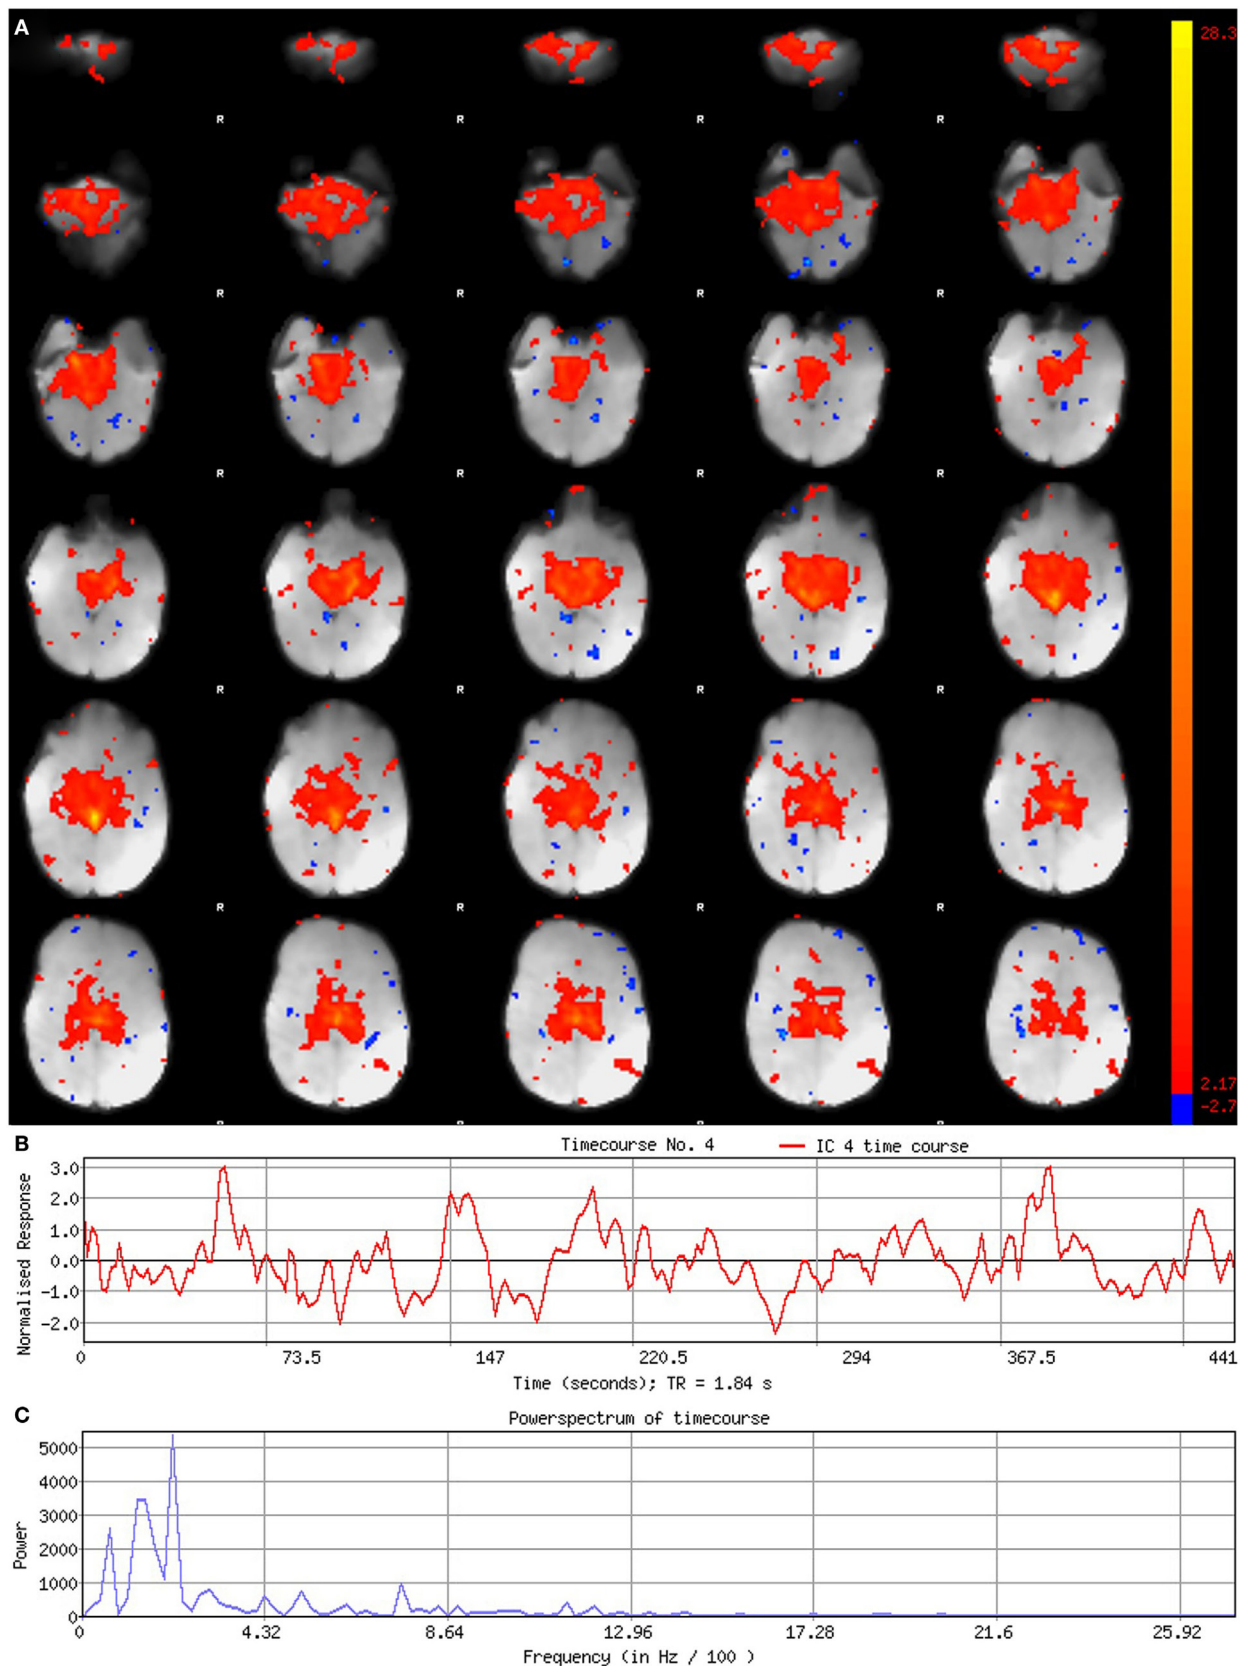 A
28.3
R R R R
R R R R
R R R R
R R R R
R R R R
2.17
-2.7
B
Timecourse No. 4 IC 4 time course
3.0
2.0
1.0
0.0
-1.0
-2.0
Normalised Response
0 73.5 147 220.5 294 367.5 441
Time (seconds); TR = 1.84 s
C
Powerspectrum of timecourse
5000
4000
3000
2000
1000
0
Power
0 4.32 8.64 12.96 17.28 21.6 25.92
Frequency (in Hz / 100 )